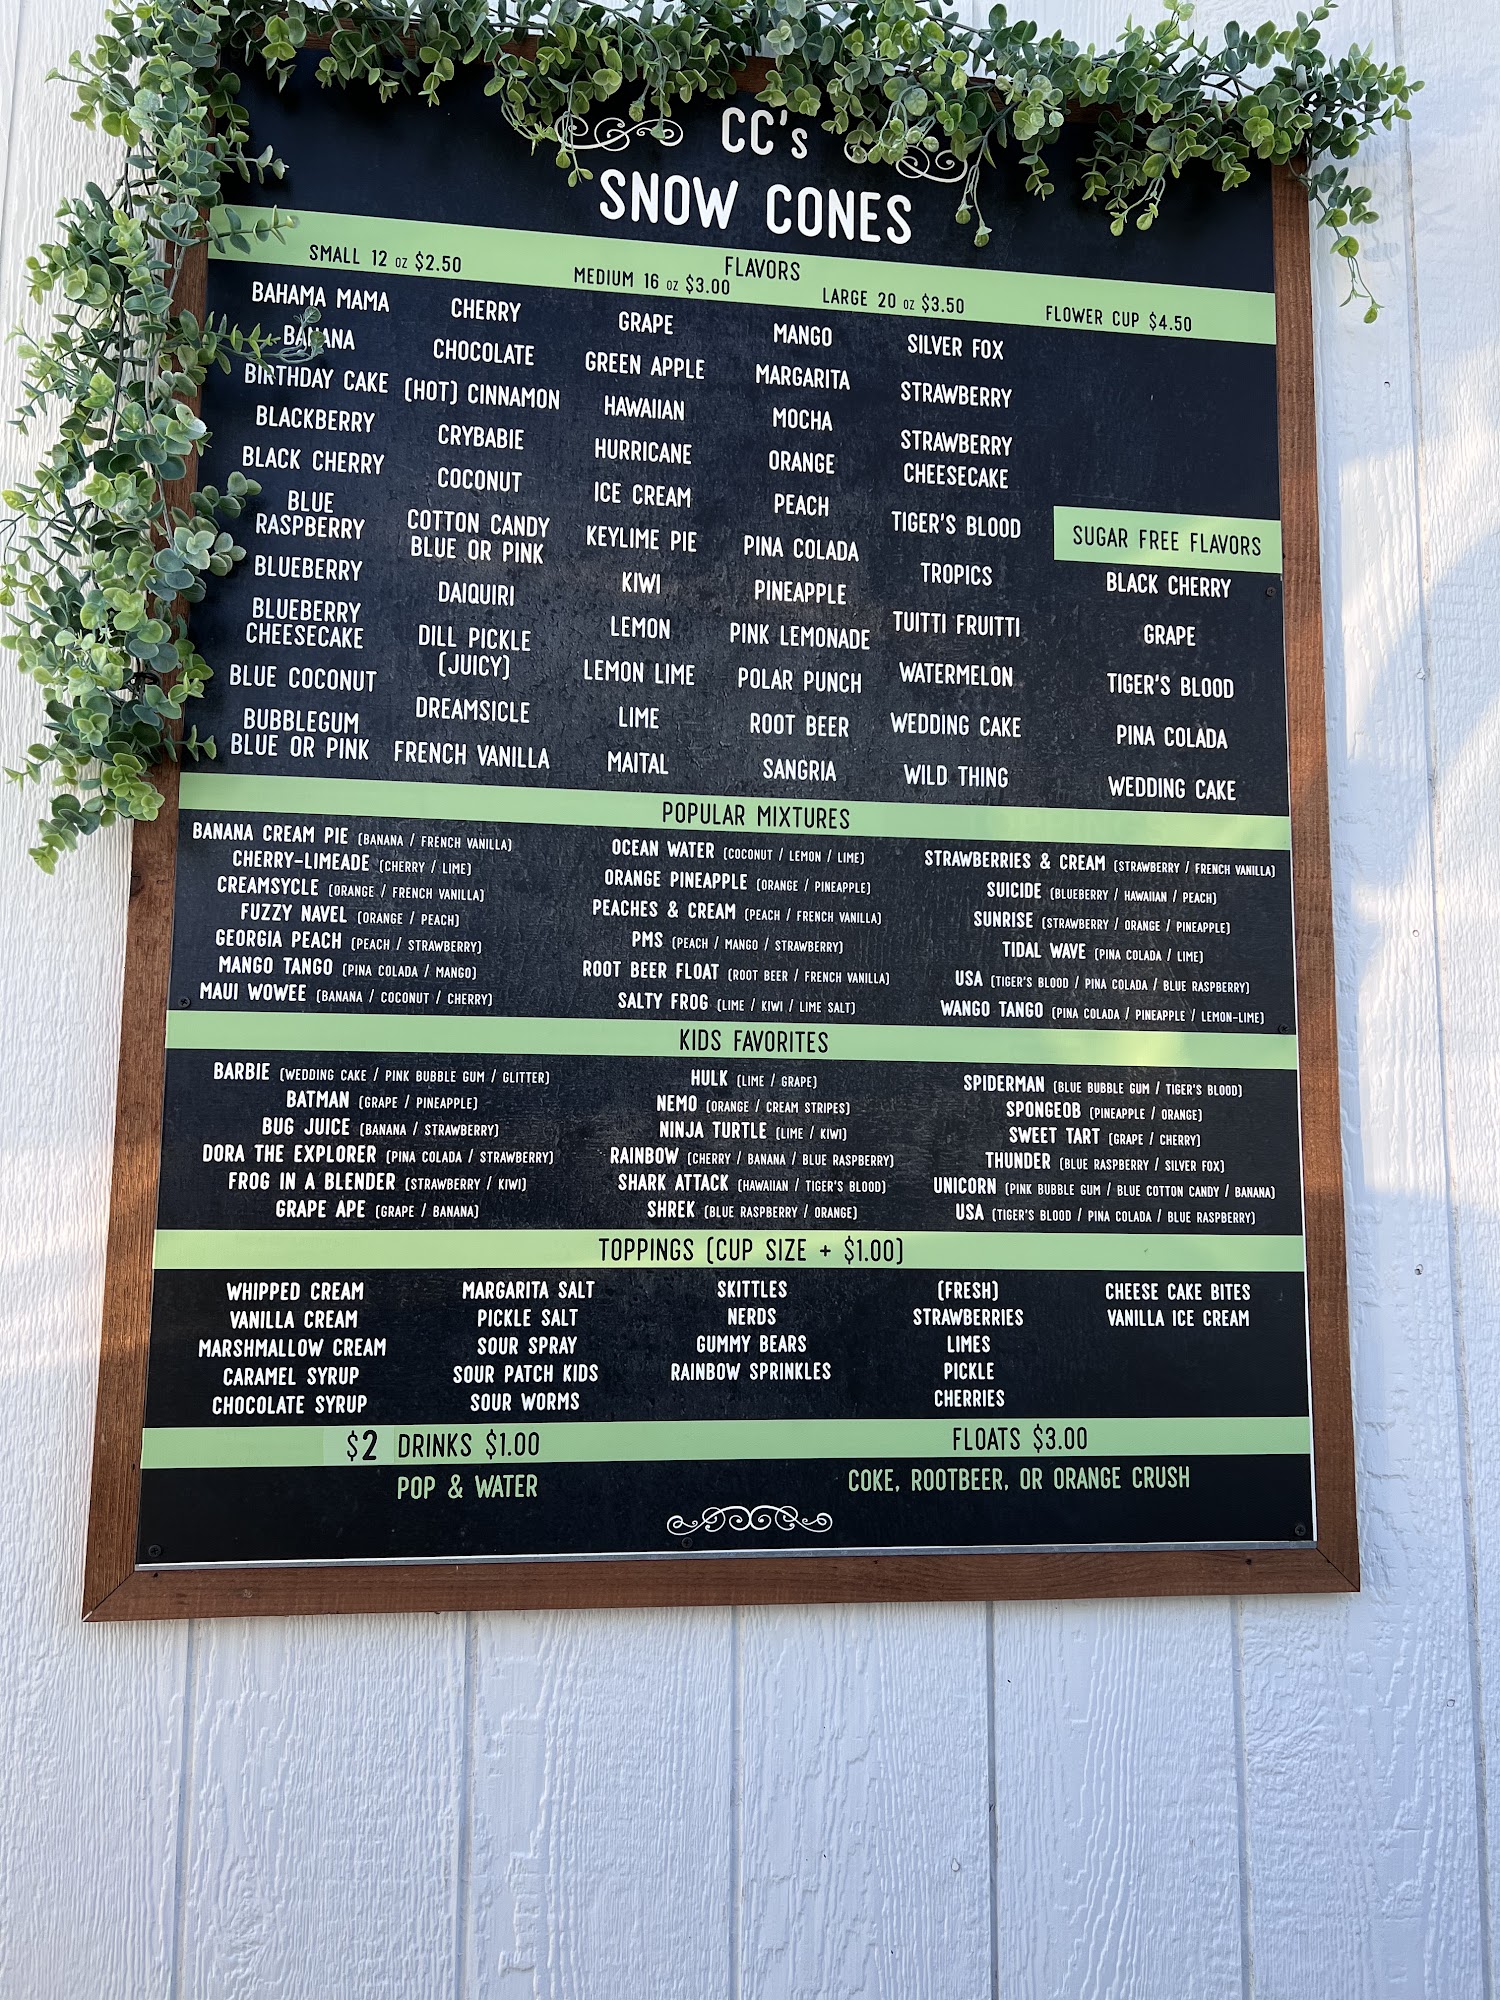 CC's
SNOW CONES
FLAVORS
SMALL 12 oz $2.50
MEDIUM 16 oz $3.00
LARGE 20 oz $3.50
FLOWER CUP $4.50
BAHAMA MAMA
BANANA
BIRTHDAY CAKE
BLACKBERRY
BLACK CHERRY
BLUE
RASPBERRY
BLUEBERRY
BLUEBERRY
CHEESECAKE
BLUE COCONUT
BUBBLEGUM
BLUE OR PINK
CHERRY
CHOCOLATE
(HOT) CINNAMON
CRYBABIE
COCONUT
COTTON CANDY
BLUE OR PINK
DAIQUIRI
DILL PICKLE
(JUICY)
DREAMSICLE
FRENCH VANILLA
GRAPE
GREEN APPLE
HAWAIIAN
HURRICANE
ICE CREAM
KEYLIME PIE
KIWI
LEMON
LEMON LIME
LIME
MAITAL
MANGO
MARGARITA
MOCHA
ORANGE
PEACH
PINA COLADA
PINEAPPLE
PINK LEMONADE
POLAR PUNCH
ROOT BEER
SANGRIA
SILVER FOX
STRAWBERRY
STRAWBERRY
CHEESECAKE
TIGER'S BLOOD
TROPICS
TUITTI FRUITTI
WATERMELON
WEDDING CAKE
WILD THING
SUGAR FREE FLAVORS
BLACK CHERRY
GRAPE
TIGER'S BLOOD
PINA COLADA
WEDDING CAKE
POPULAR MIXTURES
BANANA CREAM PIE (BANANA / FRENCH VANILLA)
CHERRY-LIMEADE (CHERRY / LIME)
CREAMSYCLE (ORANGE / FRENCH VANILLA)
FUZZY NAVEL (ORANGE / PEACH)
GEORGIA PEACH (PEACH / STRAWBERRY)
MANGO TANGO (PINA COLADA / MANGO)
MAUI WOWEE (BANANA / COCONUT / CHERRY)
OCEAN WATER (COCONUT / LEMON / LIME)
ORANGE PINEAPPLE (ORANGE / PINEAPPLE)
PEACHES & CREAM (PEACH / FRENCH VANILLA)
PMS (PEACH / MANGO / STRAWBERRY)
ROOT BEER FLOAT (ROOT BEER / FRENCH VANILLA)
SALTY FROG (LIME / KIWI / LIME SALT)
STRAWBERRIES & CREAM (STRAWBERRY / FRENCH VANILLA)
SUICIDE (BLUEBERRY / HAWAIIAN / PEACH)
SUNRISE (STRAWBERRY / ORANGE / PINEAPPLE)
TIDAL WAVE (PINA COLADA / LIME)
USA (TIGER'S BLOOD / PINA COLADA / BLUE RASPBERRY)
WANGO TANGO (PINA COLADA / PINEAPPLE / LEMON-LIME)
KIDS FAVORITES
BARBIE (WEDDING CAKE / PINK BUBBLE GUM / GLITTER)
BATMAN (GRAPE / PINEAPPLE)
BUG JUICE (BANANA / STRAWBERRY)
DORA THE EXPLORER (PINA COLADA / STRAWBERRY)
FROG IN A BLENDER (STRAWBERRY / KIWI)
GRAPE APE (GRAPE / BANANA)
HULK (LIME / GRAPE)
NEMO (ORANGE / CREAM STRIPES)
NINJA TURTLE (LIME / KIWI)
RAINBOW (CHERRY / BANANA / BLUE RASPBERRY)
SHARK ATTACK (HAWAIIAN / TIGER'S BLOOD)
SHREK (BLUE RASPBERRY / ORANGE)
SPIDERMAN (BLUE BUBBLE GUM / TIGER'S BLOOD)
SPONGEOB (PINEAPPLE / ORANGE)
SWEET TART (GRAPE / CHERRY)
THUNDER (BLUE RASPBERRY / SILVER FOX)
UNICORN (PINK BUBBLE GUM / BLUE COTTON CANDY / BANANA)
USA (TIGER'S BLOOD / PINA COLADA / BLUE RASPBERRY)
TOPPINGS (CUP SIZE + $1.00)
WHIPPED CREAM
VANILLA CREAM
MARSHMALLOW CREAM
CARAMEL SYRUP
CHOCOLATE SYRUP
MARGARITA SALT
PICKLE SALT
SOUR SPRAY
SOUR PATCH KIDS
SOUR WORMS
SKITTLES
NERDS
GUMMY BEARS
RAINBOW SPRINKLES
(FRESH)
STRAWBERRIES
LIMES
PICKLE
CHERRIES
CHEESE CAKE BITES
VANILLA ICE CREAM
$2 DRINKS $1.00
POP & WATER
FLOATS $3.00
COKE, ROOTBEER, OR ORANGE CRUSH